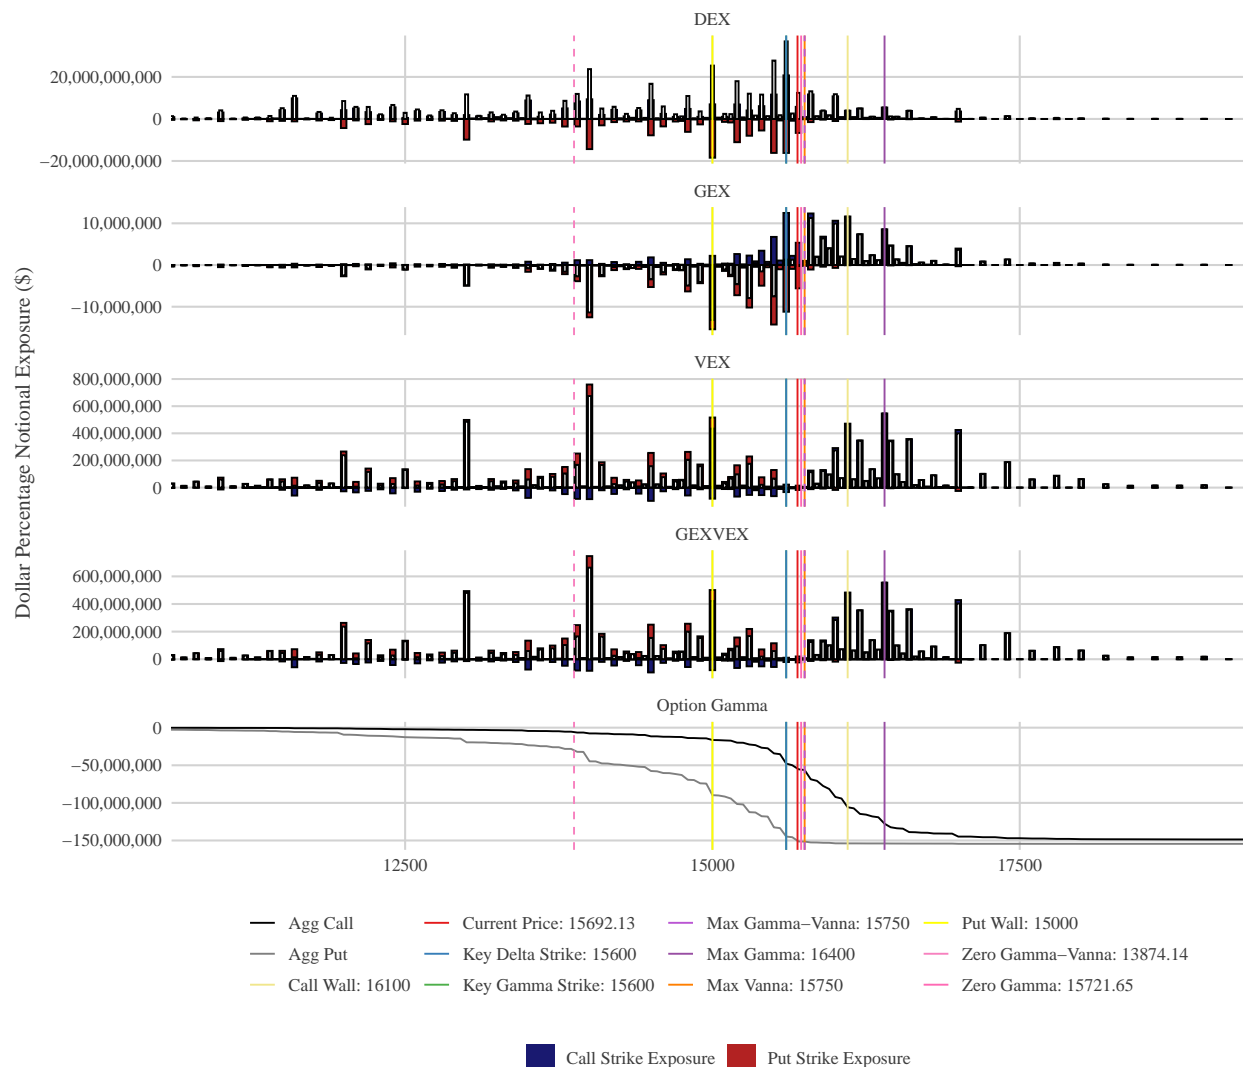 DEX
20,000,000,000
0
−20,000,000,000
GEX
10,000,000
0
−10,000,000
VEX
800,000,000
600,000,000
400,000,000
200,000,000
0
GEXVEX
600,000,000
400,000,000
200,000,000
0
Option Gamma
0
−50,000,000
−100,000,000
−150,000,000
12500 15000 17500
Dollar Percentage Notional Exposure ($)
Agg Call Current Price: 15692.13 Max Gamma−Vanna: 15750 Put Wall: 15000
Agg Put Key Delta Strike: 15600 Max Gamma: 16400 Zero Gamma−Vanna: 13874.14
Call Wall: 16100 Key Gamma Strike: 15600 Max Vanna: 15750 Zero Gamma: 15721.65
Call Strike Exposure Put Strike Exposure